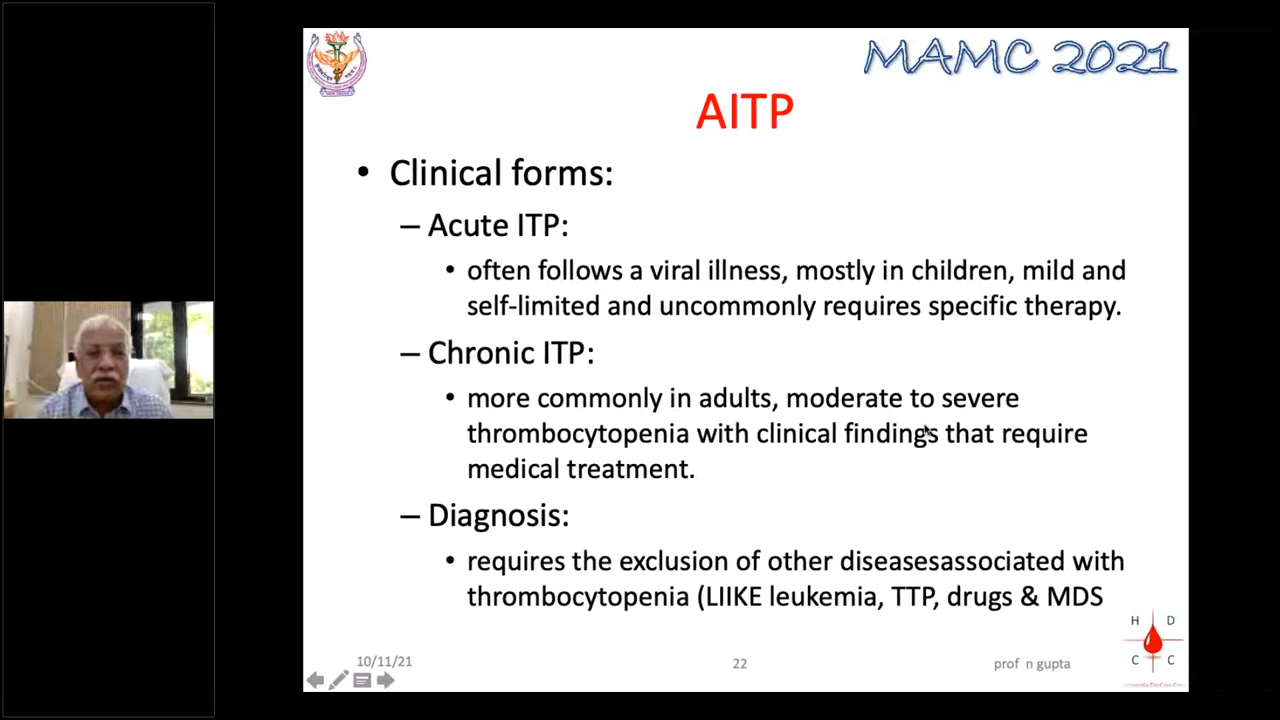 MAMC 2021
AITP
• Clinical forms:
– Acute ITP:
• often follows a viral illness, mostly in children, mild and
self-limited and uncommonly requires specific therapy.
– Chronic ITP:
• more commonly in adults, moderate to severe
thrombocytopenia with clinical findings that require
medical treatment.
– Diagnosis:
• requires the exclusion of other diseasesassociated with
thrombocytopenia (LIIKE leukemia, TTP, drugs & MDS
H D
C C
10/11/21
22
prof n gupta